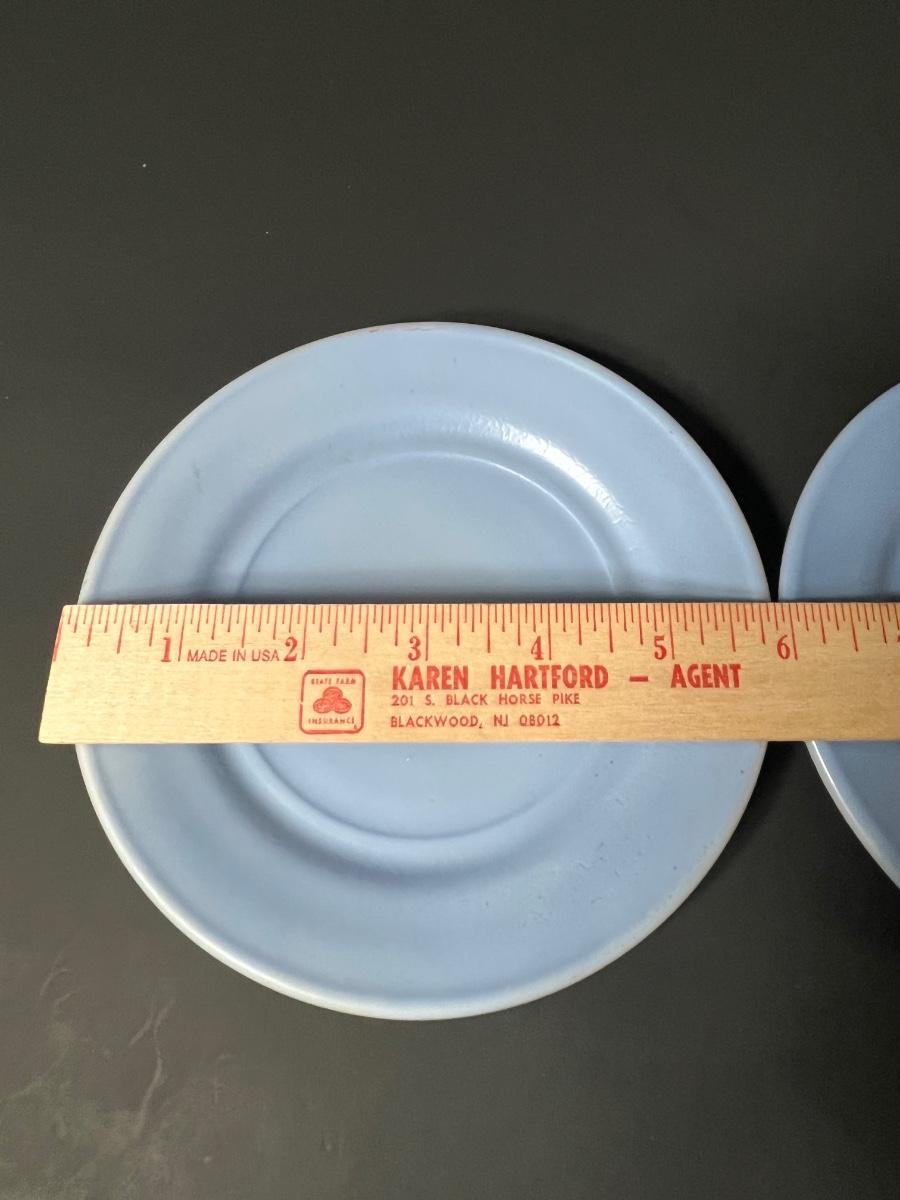 1 MADE IN USA 2 3 4 5 6
STATE FARM
INSURANCE
KAREN HARTFORD — AGENT
201 S. BLACK HORSE PIKE
BLACKWOOD, NJ 08012